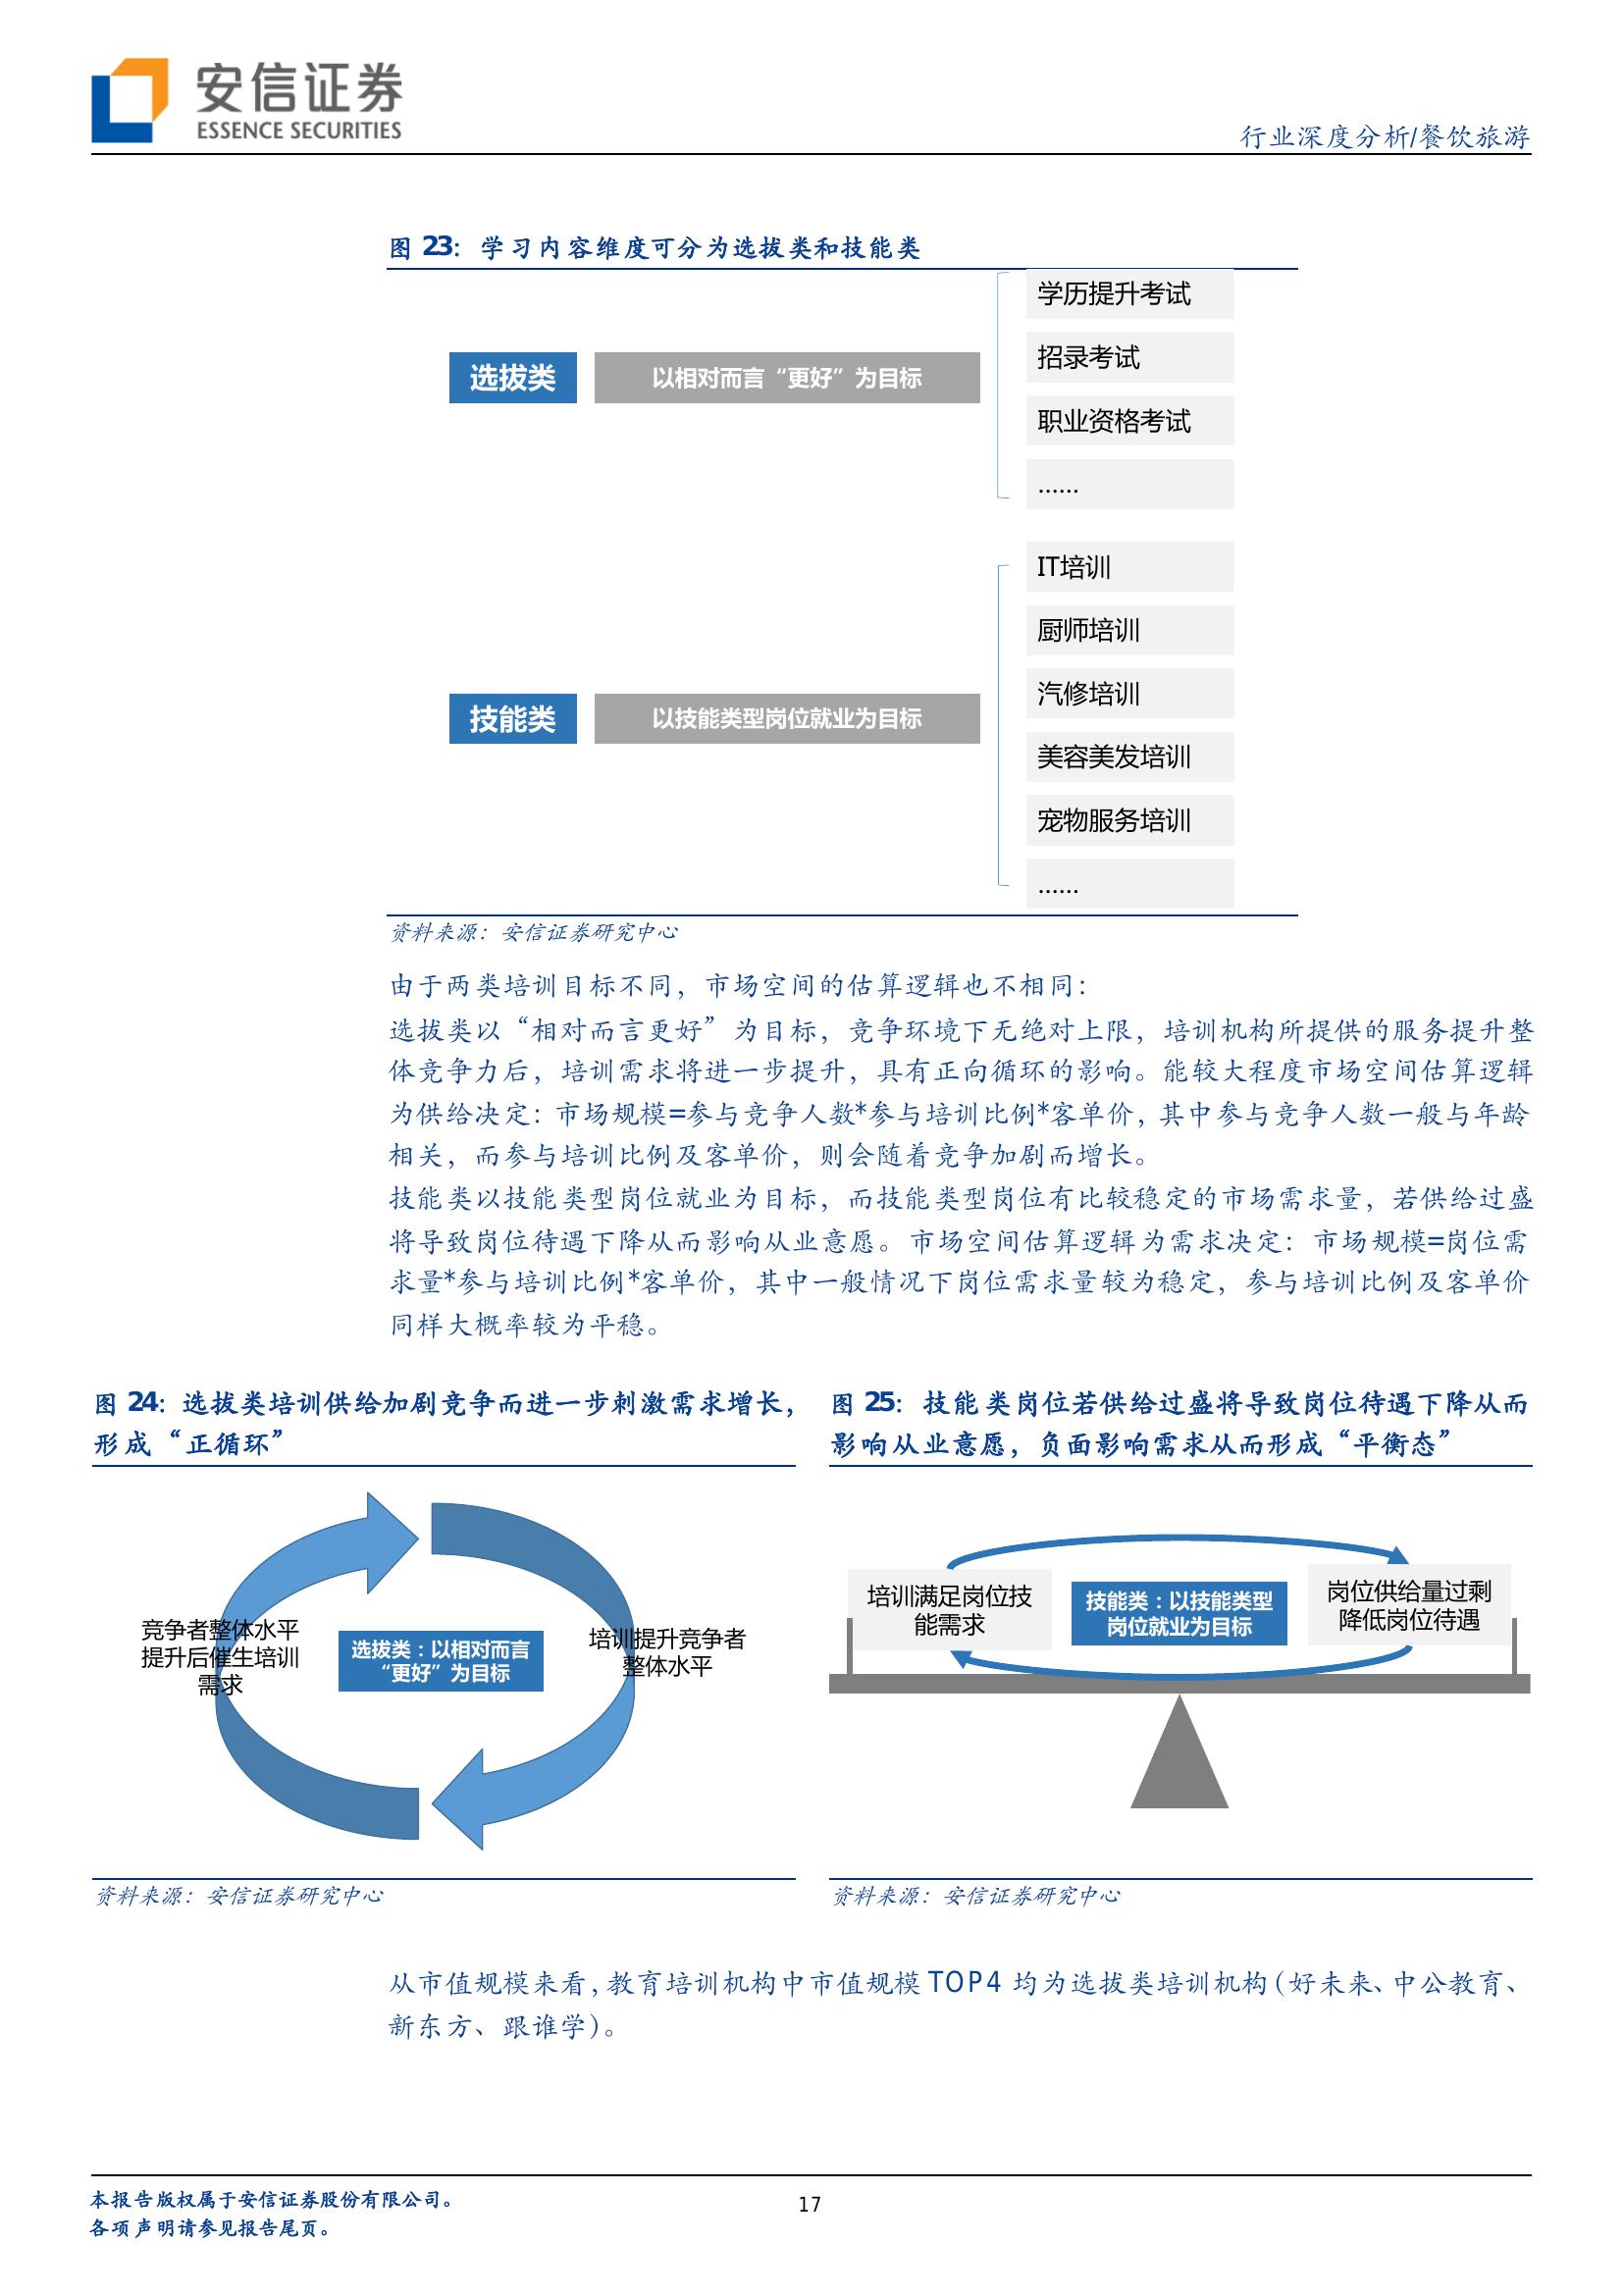 安信证券
ESSENCE SECURITIES
行业深度分析/餐饮旅游
图 23：学习内容维度可分为选拔类和技能类
选拔类
以相对而言“更好”为目标
学历提升考试
招录考试
职业资格考试
……
技能类
以技能类型岗位就业为目标
IT培训
厨师培训
汽修培训
美容美发培训
宠物服务培训
……
资料来源：安信证券研究中心
由于两类培训目标不同，市场空间的估算逻辑也不相同：
选拔类以“相对而言更好”为目标，竞争环境下无绝对上限，培训机构所提供的服务提升整
体竞争力后，培训需求将进一步提升，具有正向循环的影响。能较大程度市场空间估算逻辑
为供给决定：市场规模=参与竞争人数*参与培训比例*客单价，其中参与竞争人数一般与年龄
相关，而参与培训比例及客单价，则会随着竞争加剧而增长。
技能类以技能类型岗位就业为目标，而技能类型岗位有比较稳定的市场需求量，若供给过盛
将导致岗位待遇下降从而影响从业意愿。市场空间估算逻辑为需求决定：市场规模=岗位需
求量*参与培训比例*客单价，其中一般情况下岗位需求量较为稳定，参与培训比例及客单价
同样大概率较为平稳。
图 24：选拔类培训供给加剧竞争而进一步刺激需求增长，
形成“正循环”
竞争者整体水平
提升后催生培训
需求
选拔类：以相对而言
“更好”为目标
培训提升竞争者
整体水平
资料来源：安信证券研究中心
图 25：技能类岗位若供给过盛将导致岗位待遇下降从而
影响从业意愿，负面影响需求从而形成“平衡态”
培训满足岗位技
能需求
技能类：以技能类型
岗位就业为目标
岗位供给量过剩
降低岗位待遇
资料来源：安信证券研究中心
从市值规模来看，教育培训机构中市值规模 TOP4 均为选拔类培训机构（好未来、中公教育、
新东方、跟谁学）。
本报告版权属于安信证券股份有限公司。
各项声明请参见报告尾页。
17